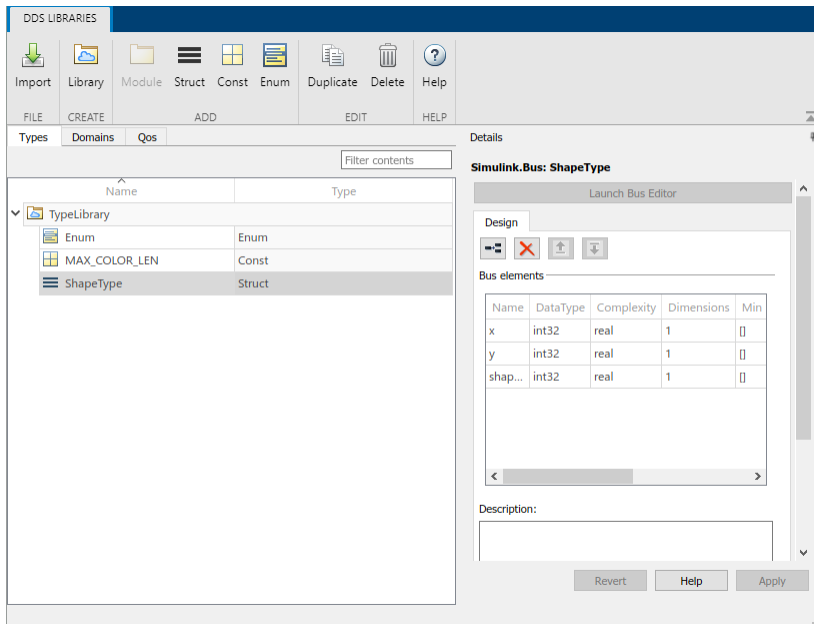 DDS LIBRARIES
Import Library Module Struct Const Enum Duplicate Delete Help
FILE CREATE ADD EDIT HELP
Types Domains Qos
Filter contents
Name Type
TypeLibrary
Enum Enum
MAX_COLOR_LEN Const
ShapeType Struct
Details
Simulink.Bus: ShapeType
Launch Bus Editor
Design
Bus elements
Name DataType Complexity Dimensions Min
x int32 real 1 []
y int32 real 1 []
shap... int32 real 1 []
Description:
Revert Help Apply